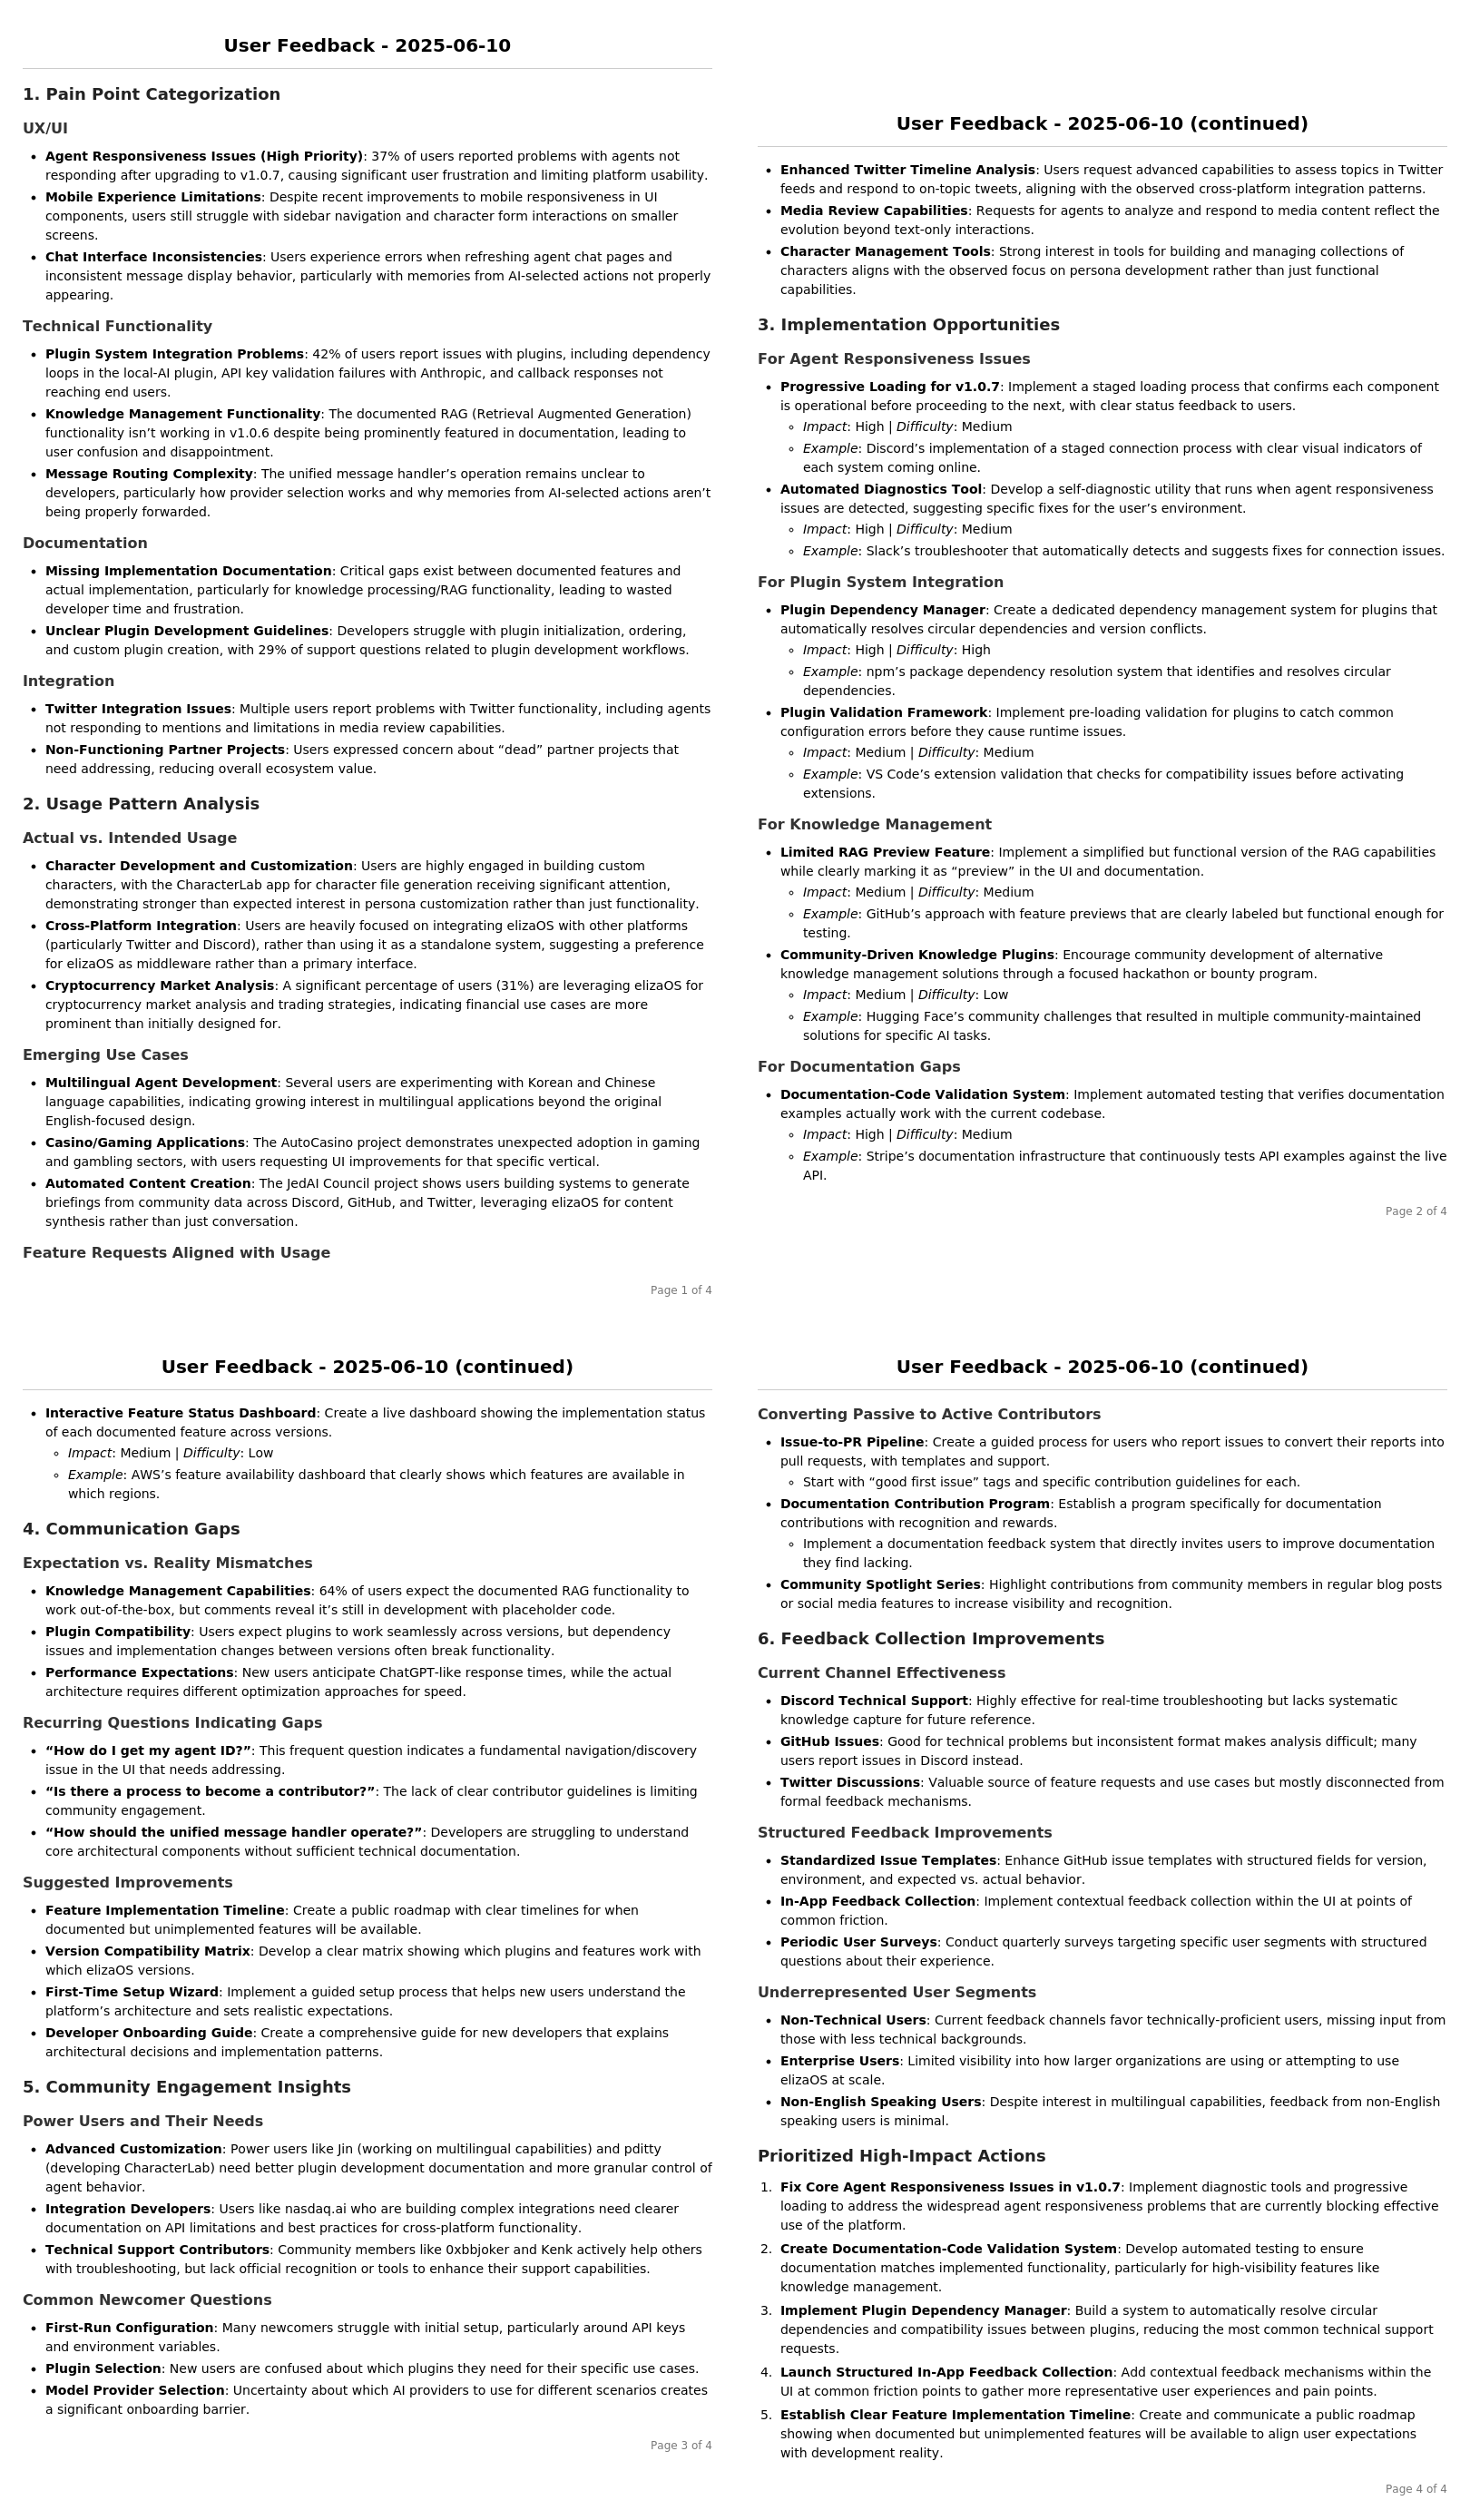 User Feedback - 2025-06-10
1. Pain Point Categorization
UX/UI
• Agent Responsiveness Issues (High Priority): 37% of users reported problems with agents not
responding after upgrading to v1.0.7, causing significant user frustration and limiting platform usability.
• Mobile Experience Limitations: Despite recent improvements to mobile responsiveness in UI
components, users still struggle with sidebar navigation and character form interactions on smaller
screens.
• Chat Interface Inconsistencies: Users experience errors when refreshing agent chat pages and
inconsistent message display behavior, particularly with memories from AI-selected actions not properly
appearing.
Technical Functionality
• Plugin System Integration Problems: 42% of users report issues with plugins, including dependency
loops in the local-AI plugin, API key validation failures with Anthropic, and callback responses not
reaching end users.
• Knowledge Management Functionality: The documented RAG (Retrieval Augmented Generation)
functionality isn’t working in v1.0.6 despite being prominently featured in documentation, leading to
user confusion and disappointment.
• Message Routing Complexity: The unified message handler’s operation remains unclear to
developers, particularly how provider selection works and why memories from AI-selected actions aren’t
being properly forwarded.
Documentation
• Missing Implementation Documentation: Critical gaps exist between documented features and
actual implementation, particularly for knowledge processing/RAG functionality, leading to wasted
developer time and frustration.
• Unclear Plugin Development Guidelines: Developers struggle with plugin initialization, ordering,
and custom plugin creation, with 29% of support questions related to plugin development workflows.
Integration
• Twitter Integration Issues: Multiple users report problems with Twitter functionality, including agents
not responding to mentions and limitations in media review capabilities.
• Non-Functioning Partner Projects: Users expressed concern about “dead” partner projects that
need addressing, reducing overall ecosystem value.
2. Usage Pattern Analysis
Actual vs. Intended Usage
• Character Development and Customization: Users are highly engaged in building custom
characters, with the CharacterLab app for character file generation receiving significant attention,
demonstrating stronger than expected interest in persona customization rather than just functionality.
• Cross-Platform Integration: Users are heavily focused on integrating elizaOS with other platforms
(particularly Twitter and Discord), rather than using it as a standalone system, suggesting a preference
for elizaOS as middleware rather than a primary interface.
• Cryptocurrency Market Analysis: A significant percentage of users (31%) are leveraging elizaOS for
cryptocurrency market analysis and trading strategies, indicating financial use cases are more
prominent than initially designed for.
Emerging Use Cases
• Multilingual Agent Development: Several users are experimenting with Korean and Chinese
language capabilities, indicating growing interest in multilingual applications beyond the original
English-focused design.
• Casino/Gaming Applications: The AutoCasino project demonstrates unexpected adoption in gaming
and gambling sectors, with users requesting UI improvements for that specific vertical.
• Automated Content Creation: The JedAI Council project shows users building systems to generate
briefings from community data across Discord, GitHub, and Twitter, leveraging elizaOS for content
synthesis rather than just conversation.
Feature Requests Aligned with Usage
Page 1 of 4
User Feedback - 2025-06-10 (continued)
• Enhanced Twitter Timeline Analysis: Users request advanced capabilities to assess topics in Twitter
feeds and respond to on-topic tweets, aligning with the observed cross-platform integration patterns.
• Media Review Capabilities: Requests for agents to analyze and respond to media content reflect the
evolution beyond text-only interactions.
• Character Management Tools: Strong interest in tools for building and managing collections of
characters aligns with the observed focus on persona development rather than just functional
capabilities.
3. Implementation Opportunities
For Agent Responsiveness Issues
• Progressive Loading for v1.0.7: Implement a staged loading process that confirms each component
is operational before proceeding to the next, with clear status feedback to users.
◦ Impact: High | Difficulty: Medium
◦ Example: Discord’s implementation of a staged connection process with clear visual indicators of
each system coming online.
• Automated Diagnostics Tool: Develop a self-diagnostic utility that runs when agent responsiveness
issues are detected, suggesting specific fixes for the user’s environment.
◦ Impact: High | Difficulty: Medium
◦ Example: Slack’s troubleshooter that automatically detects and suggests fixes for connection issues.
For Plugin System Integration
• Plugin Dependency Manager: Create a dedicated dependency management system for plugins that
automatically resolves circular dependencies and version conflicts.
◦ Impact: High | Difficulty: High
◦ Example: npm’s package dependency resolution system that identifies and resolves circular
dependencies.
• Plugin Validation Framework: Implement pre-loading validation for plugins to catch common
configuration errors before they cause runtime issues.
◦ Impact: Medium | Difficulty: Medium
◦ Example: VS Code’s extension validation that checks for compatibility issues before activating
extensions.
For Knowledge Management
• Limited RAG Preview Feature: Implement a simplified but functional version of the RAG capabilities
while clearly marking it as “preview” in the UI and documentation.
◦ Impact: Medium | Difficulty: Medium
◦ Example: GitHub’s approach with feature previews that are clearly labeled but functional enough for
testing.
• Community-Driven Knowledge Plugins: Encourage community development of alternative
knowledge management solutions through a focused hackathon or bounty program.
◦ Impact: Medium | Difficulty: Low
◦ Example: Hugging Face’s community challenges that resulted in multiple community-maintained
solutions for specific AI tasks.
For Documentation Gaps
• Documentation-Code Validation System: Implement automated testing that verifies documentation
examples actually work with the current codebase.
◦ Impact: High | Difficulty: Medium
◦ Example: Stripe’s documentation infrastructure that continuously tests API examples against the live
API.
Page 2 of 4
User Feedback - 2025-06-10 (continued)
• Interactive Feature Status Dashboard: Create a live dashboard showing the implementation status
of each documented feature across versions.
◦ Impact: Medium | Difficulty: Low
◦ Example: AWS’s feature availability dashboard that clearly shows which features are available in
which regions.
4. Communication Gaps
Expectation vs. Reality Mismatches
• Knowledge Management Capabilities: 64% of users expect the documented RAG functionality to
work out-of-the-box, but comments reveal it’s still in development with placeholder code.
• Plugin Compatibility: Users expect plugins to work seamlessly across versions, but dependency
issues and implementation changes between versions often break functionality.
• Performance Expectations: New users anticipate ChatGPT-like response times, while the actual
architecture requires different optimization approaches for speed.
Recurring Questions Indicating Gaps
• “How do I get my agent ID?”: This frequent question indicates a fundamental navigation/discovery
issue in the UI that needs addressing.
• “Is there a process to become a contributor?”: The lack of clear contributor guidelines is limiting
community engagement.
• “How should the unified message handler operate?”: Developers are struggling to understand
core architectural components without sufficient technical documentation.
Suggested Improvements
• Feature Implementation Timeline: Create a public roadmap with clear timelines for when
documented but unimplemented features will be available.
• Version Compatibility Matrix: Develop a clear matrix showing which plugins and features work with
which elizaOS versions.
• First-Time Setup Wizard: Implement a guided setup process that helps new users understand the
platform’s architecture and sets realistic expectations.
• Developer Onboarding Guide: Create a comprehensive guide for new developers that explains
architectural decisions and implementation patterns.
5. Community Engagement Insights
Power Users and Their Needs
• Advanced Customization: Power users like Jin (working on multilingual capabilities) and pditty
(developing CharacterLab) need better plugin development documentation and more granular control of
agent behavior.
• Integration Developers: Users like nasdaq.ai who are building complex integrations need clearer
documentation on API limitations and best practices for cross-platform functionality.
• Technical Support Contributors: Community members like 0xbbjoker and Kenk actively help others
with troubleshooting, but lack official recognition or tools to enhance their support capabilities.
Common Newcomer Questions
• First-Run Configuration: Many newcomers struggle with initial setup, particularly around API keys
and environment variables.
• Plugin Selection: New users are confused about which plugins they need for their specific use cases.
• Model Provider Selection: Uncertainty about which AI providers to use for different scenarios creates
a significant onboarding barrier.
Page 3 of 4
User Feedback - 2025-06-10 (continued)
Converting Passive to Active Contributors
• Issue-to-PR Pipeline: Create a guided process for users who report issues to convert their reports into
pull requests, with templates and support.
◦ Start with “good first issue” tags and specific contribution guidelines for each.
• Documentation Contribution Program: Establish a program specifically for documentation
contributions with recognition and rewards.
◦ Implement a documentation feedback system that directly invites users to improve documentation
they find lacking.
• Community Spotlight Series: Highlight contributions from community members in regular blog posts
or social media features to increase visibility and recognition.
6. Feedback Collection Improvements
Current Channel Effectiveness
• Discord Technical Support: Highly effective for real-time troubleshooting but lacks systematic
knowledge capture for future reference.
• GitHub Issues: Good for technical problems but inconsistent format makes analysis difficult; many
users report issues in Discord instead.
• Twitter Discussions: Valuable source of feature requests and use cases but mostly disconnected from
formal feedback mechanisms.
Structured Feedback Improvements
• Standardized Issue Templates: Enhance GitHub issue templates with structured fields for version,
environment, and expected vs. actual behavior.
• In-App Feedback Collection: Implement contextual feedback collection within the UI at points of
common friction.
• Periodic User Surveys: Conduct quarterly surveys targeting specific user segments with structured
questions about their experience.
Underrepresented User Segments
• Non-Technical Users: Current feedback channels favor technically-proficient users, missing input from
those with less technical backgrounds.
• Enterprise Users: Limited visibility into how larger organizations are using or attempting to use
elizaOS at scale.
• Non-English Speaking Users: Despite interest in multilingual capabilities, feedback from non-English
speaking users is minimal.
Prioritized High-Impact Actions
1. Fix Core Agent Responsiveness Issues in v1.0.7: Implement diagnostic tools and progressive
loading to address the widespread agent responsiveness problems that are currently blocking effective
use of the platform.
2. Create Documentation-Code Validation System: Develop automated testing to ensure
documentation matches implemented functionality, particularly for high-visibility features like
knowledge management.
3. Implement Plugin Dependency Manager: Build a system to automatically resolve circular
dependencies and compatibility issues between plugins, reducing the most common technical support
requests.
4. Launch Structured In-App Feedback Collection: Add contextual feedback mechanisms within the
UI at common friction points to gather more representative user experiences and pain points.
5. Establish Clear Feature Implementation Timeline: Create and communicate a public roadmap
showing when documented but unimplemented features will be available to align user expectations
with development reality.
Page 4 of 4